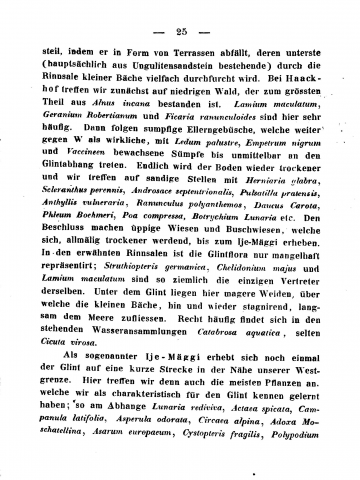 — 25 —
steil, indem er in Form von Terrassen abfällt, deren unterste
(hauptsächlich aus Ungulitensandstein bestehende) durch die
Rinnsale kleiner Bäche vielfach durchfurcht wird. Bei Haack-
hof treffen wir zunächst auf niedrigen Wald, der zum grössten
Theil aus Alnus incana bestanden ist. Lamium maculatum,
Geranium Robertianum und Ficaria ranunculoides sind hier sehr
häufig. Dann folgen sumpfige Ellerngebüsche, welche weiter
gegen W als wirkliche, mit Ledum palustre, Empetrum nigrum
und Vaccinien bewachsene Sümpfe bis unmittelbar an den
Glintabhang treten. Endlich wird der Boden wieder trockener
und wir treffen auf sandige Stellen mit Herniaria glabra,
Scleranthus perennis, Androsace septentrionalis, Pulsatilla pratensis,
Anthyllis vulneraria, Ranunculus polyanthemos, Daucus Carota,
Phleum Boehmeri, Poa compressa, Botrychium Lunaria etc. Den
Beschluss machen üppige Wiesen und Buschwiesen, welche
sich, allmälig trockener werdend, bis zum Ije-Mäggi erheben.
In den erwähnten Rinnsalen ist die Glintflora nur mangelhaft
repräsentirt; Struthiopteris germanica, Chelidonium majus und
Lamium maculatum sind so ziemlich die einzigen Vertreter
derselben. Unter dem Glint liegen hier magere Weiden, über
welche die kleinen Bäche, hin und wieder stagnirend, lang-
sam dem Meere zufliessen. Recht häufig findet sich in den
stehenden Wasseransammlungen Catabrosa aquatica, selten
Cicuta virosa.
Als sogenannter Ije-Mäggi erhebt sich noch einmal
der Glint auf eine kurze Strecke in der Nähe unserer West-
grenze. Hier treffen wir denn auch die meisten Pflanzen an,
welche wir als charakteristisch für den Glint kennen gelernt
haben; so am Abhange Lunaria rediviva, Actaea spicata, Cam-
panula latifolia, Asperula odorata, Circaea alpina, Adoxa Mo-
schatellina, Asarum europaeum, Cystopteris fragilis, Polypodium